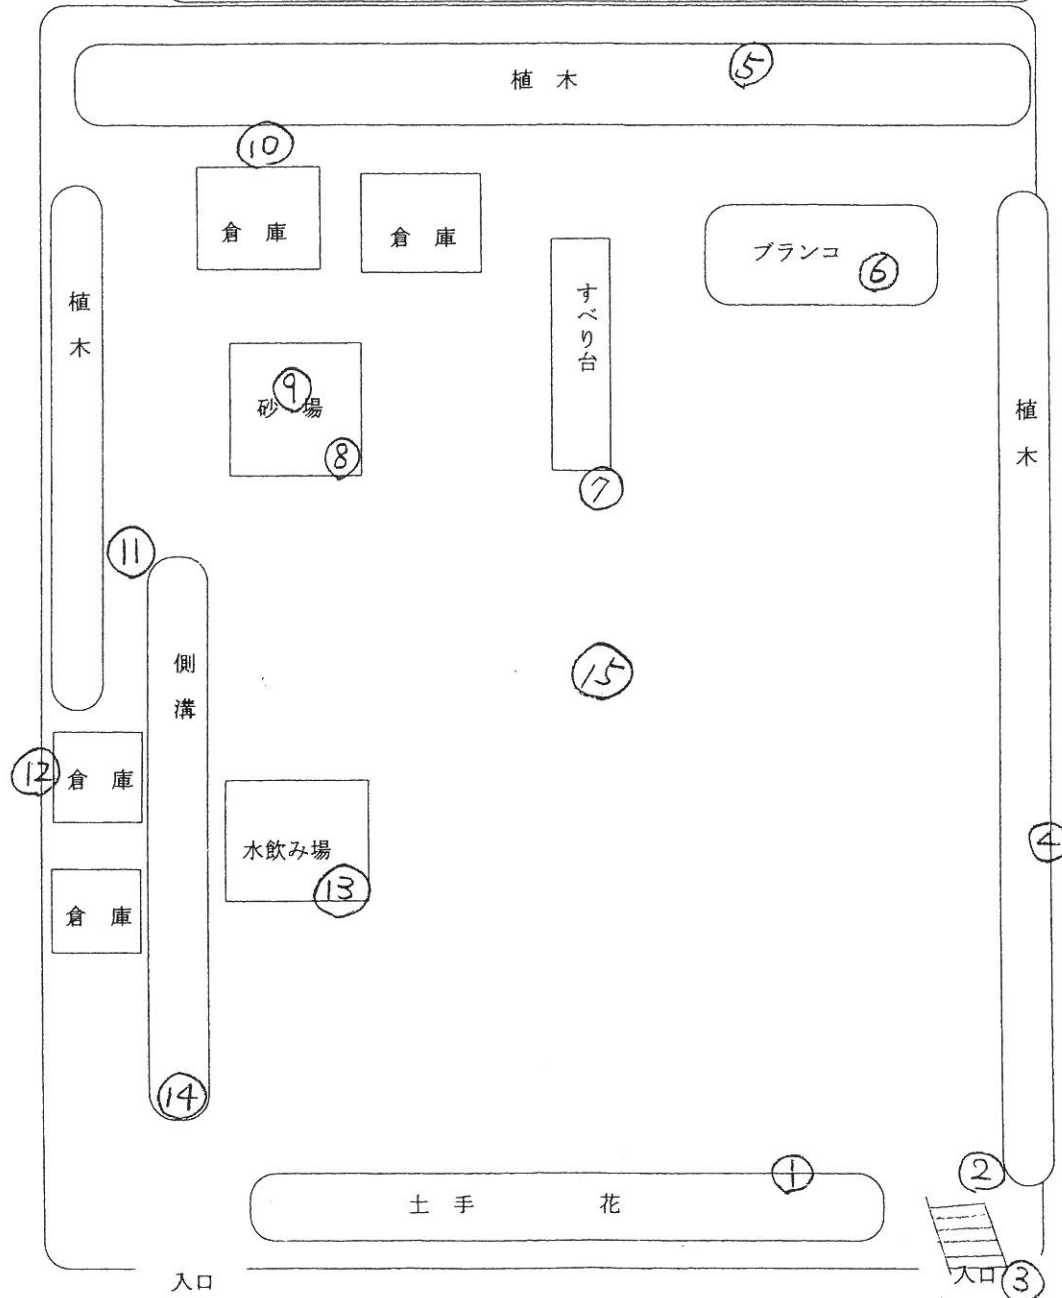 植木 ⑤
⑩
倉庫 倉庫
ブランコ ⑥
すべり台
植木
⑨
砂場
⑧
⑦
植木
⑪
側溝
⑮
⑫ 倉庫
水飲み場
④
⑬
倉庫
⑭
①
②
土手 花
入口
入口 ③